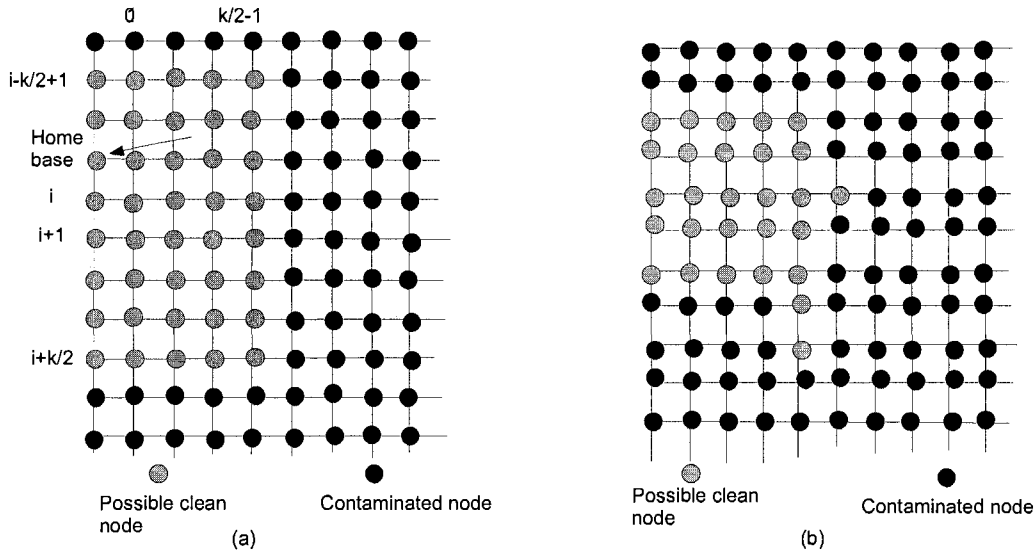 0
k/2-1
i-k/2+1
Home
base
i
i+1
i+k/2
Possible clean
node
Contaminated node
(a)
Possible clean
node
Contaminated node
(b)